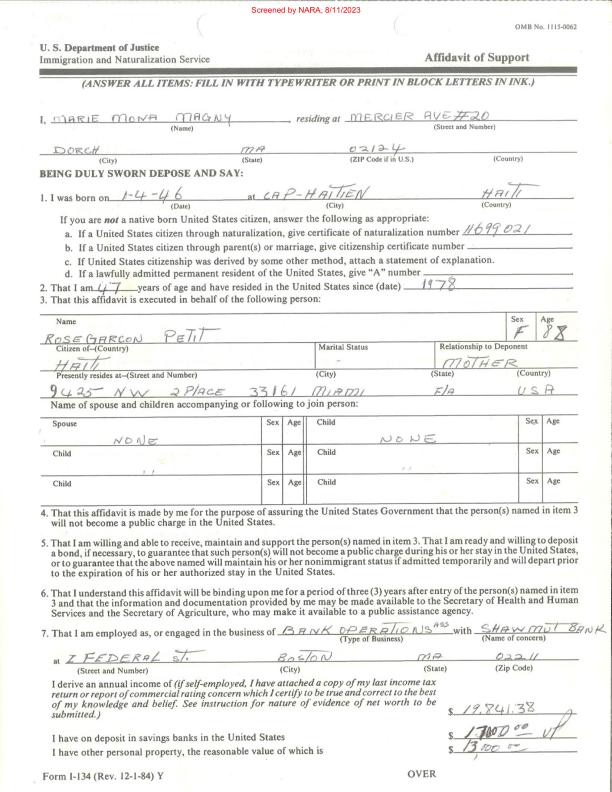 Screened by NARA, 8/11/2023
OMB No. 1115-0062
U. S. Department of Justice
Immigration and Naturalization Service Affidavit of Support
(ANSWER ALL ITEMS: FILL IN WITH TYPEWRITER OR PRINT IN BLOCK LETTERS IN INK.)
I, MARIE MONA MAGNY, residing at MERCIER AVE #20
(Name) (Street and Number)
DORCH MA 02124
(City) (State) (ZIP Code if in U.S.) (Country)
BEING DULY SWORN DEPOSE AND SAY:
1. I was born on 1-4-46 at CAP-HAITIEN HAITI
(Date) (City) (Country)
If you are not a native born United States citizen, answer the following as appropriate:
a. If a United States citizen through naturalization, give certificate of naturalization number 11699021
b. If a United States citizen through parent(s) or marriage, give citizenship certificate number
c. If United States citizenship was derived by some other method, attach a statement of explanation.
d. If a lawfully admitted permanent resident of the United States, give "A" number
2. That I am 47 years of age and have resided in the United States since (date) 1978
3. That this affidavit is executed in behalf of the following person:
Name Sex Age
ROSEGARCON PETIT F 88
Citizen of--(Country) Marital Status Relationship to Deponent
HAITI - MOTHER
Presently resides at--(Street and Number) (City) (State) (Country)
9425 NW 2 PLACE 33161 MIAMI F/A USA
Name of spouse and children accompanying or following to join person:
Spouse Sex Age Child Sex Age
NONE NONE
Child Sex Age Child Sex Age
,, ,,
Child Sex Age Child Sex Age
4. That this affidavit is made by me for the purpose of assuring the United States Government that the person(s) named in item 3
will not become a public charge in the United States.
5. That I am willing and able to receive, maintain and support the person(s) named in item 3. That I am ready and willing to deposit
a bond, if necessary, to guarantee that such person(s) will not become a public charge during his or her stay in the United States,
or to guarantee that the above named will maintain his or her nonimmigrant status if admitted temporarily and will depart prior
to the expiration of his or her authorized stay in the United States.
6. That I understand this affidavit will be binding upon me for a period of three (3) years after entry of the person(s) named in item
3 and that the information and documentation provided by me may be made available to the Secretary of Health and Human
Services and the Secretary of Agriculture, who may make it available to a public assistance agency.
7. That I am employed as, or engaged in the business of BANK OPERATIONS ASS with SHAWMUT BANK
(Type of Business) (Name of concern)
at 1 FEDERAL St. BOSTON MA 02211
(Street and Number) (City) (State) (Zip Code)
I derive an annual income of (if self-employed, I have attached a copy of my last income tax
return or report of commercial rating concern which I certify to be true and correct to the best
of my knowledge and belief. See instruction for nature of evidence of net worth to be
submitted.) $ 19,841.38
I have on deposit in savings banks in the United States $
I have other personal property, the reasonable value of which is $
Form I-134 (Rev. 12-1-84) Y OVER